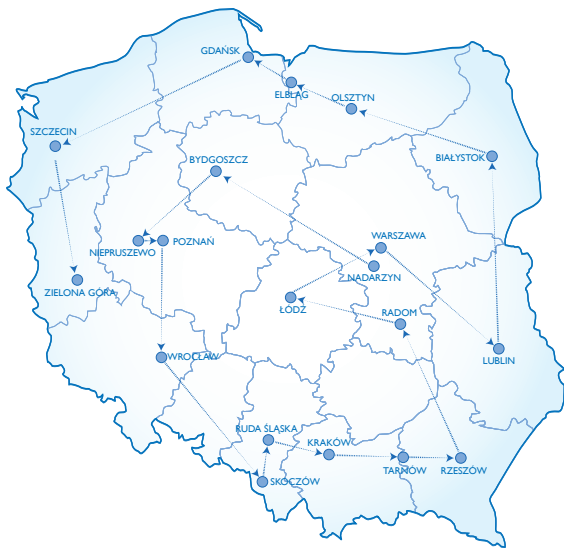 GDAŃSK
ELBLĄG
OLSZTYN
SZCZECIN
BYDGOSZCZ
BIAŁYSTOK
WARSZAWA
NIEPRUSZEWO
POZNAŃ
NADARZYN
ZIELONA GÓRA
ŁÓDŹ
RADOM
WROCŁAW
LUBLIN
RUDA ŚLĄSKA
KRAKÓW
TARNÓW
RZESZÓW
SKOCZÓW